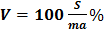 V = 100 s/ma %